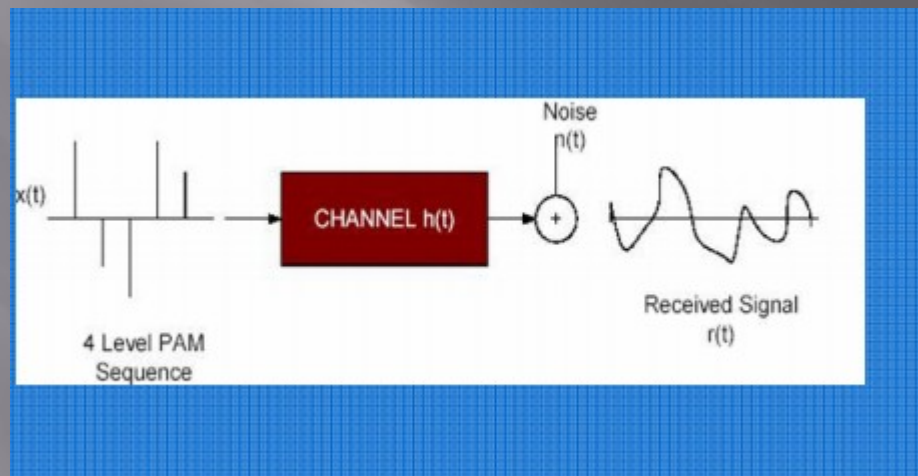 Noise
n(t)
x(t)
CHANNEL h(t)
+
4 Level PAM
Sequence
Received Signal
r(t)